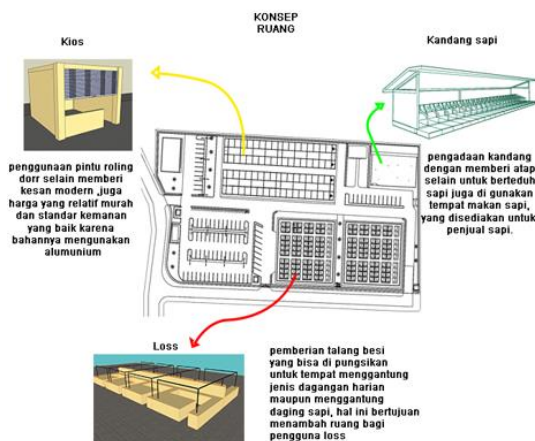 KONSEP
RUANG
Kios
Kandang sapi
penggunaan pintu roling
dorr selain memberi
kesan modern ,juga
harga yang relatif murah
dan standar kemanan
yang baik karena
bahannya mengunakan
alumunium
pengadaan kandang
dengan memberi atap
selain untuk berteduh
sapi juga di gunakan
tempat makan sapi,
yang disediakan untuk
penjual sapi.
Loss
pemberian talang besi
yang bisa di pungsikan
untuk tempat menggantung
jenis dagangan harian
maupun menggantung
daging sapi, hal ini bertujuan
menambah ruang bagi
pengguna loss